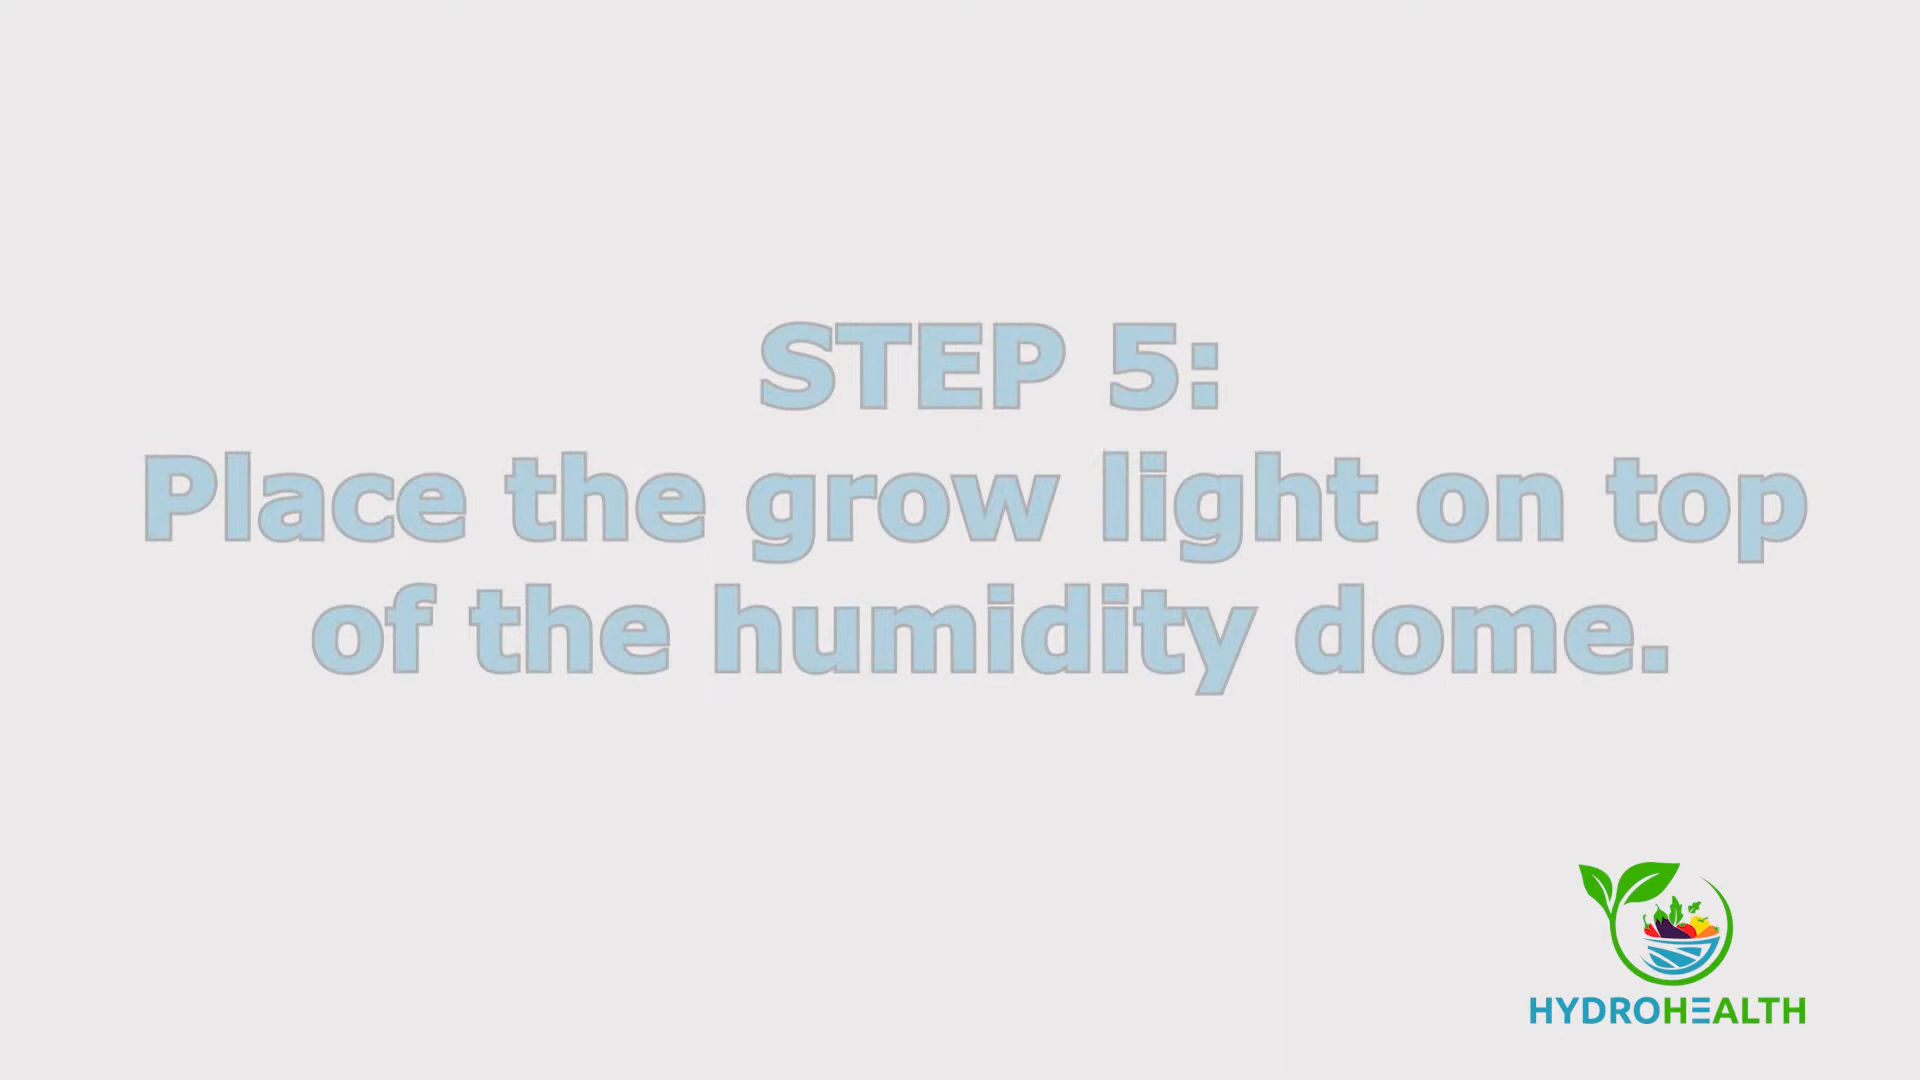 STEP 5:
Place the grow light on top
of the humidity dome.
HYDROHEALTH